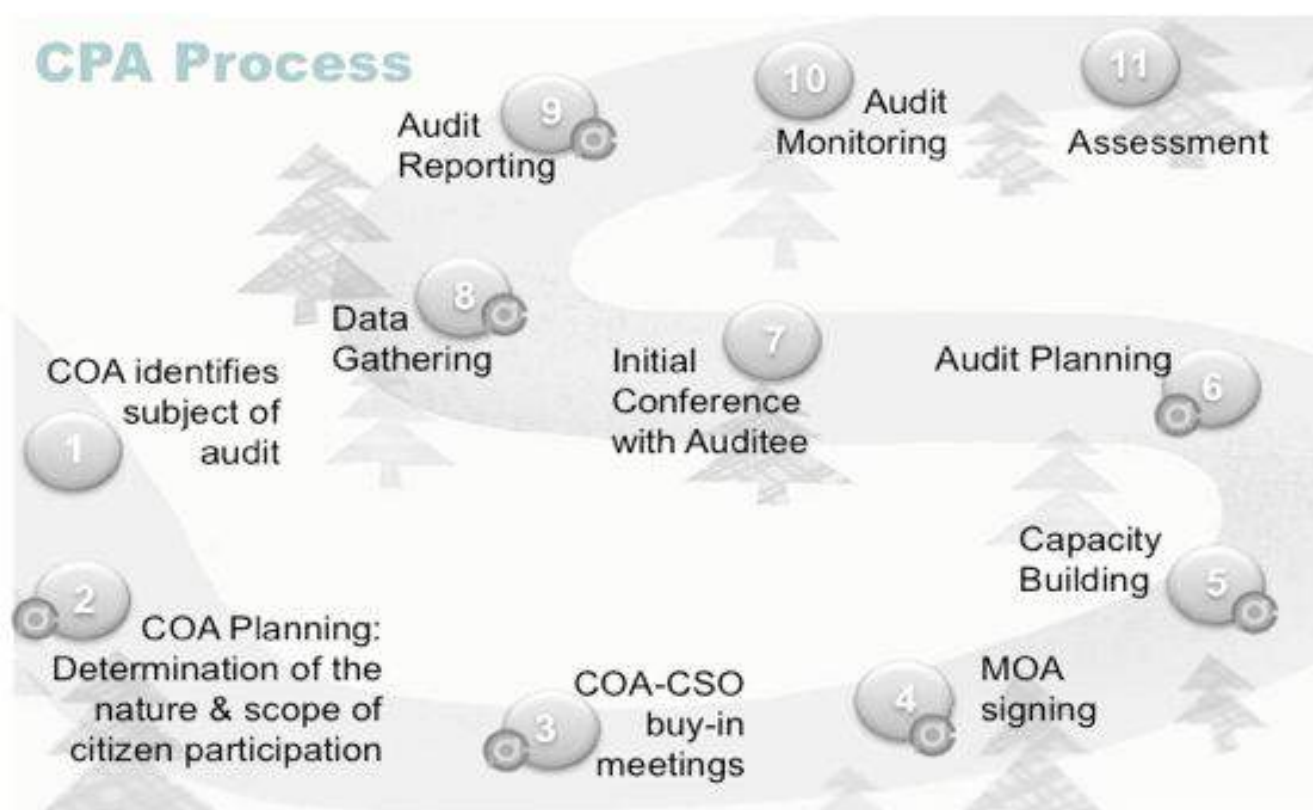 CPA Process
1
COA identifies
subject of
audit
2
COA Planning:
Determination of the
nature & scope of
citizen participation
3
COA-CSO
buy-in
meetings
4
MOA
signing
5
Capacity
Building
6
Audit Planning
7
Initial
Conference
with Auditee
8
Data
Gathering
9
Audit
Reporting
10
Audit
Monitoring
11
Assessment